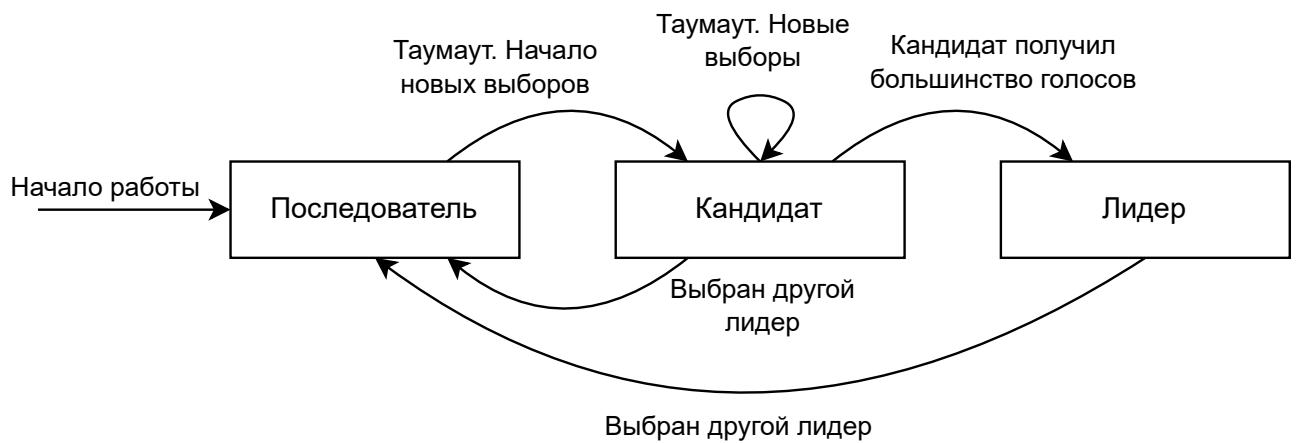 Таумаут. Начало
новых выборов
Таумаут. Новые
выборы
Кандидат получил
большинство голосов
Начало работы
Последователь
Кандидат
Лидер
Выбран другой
лидер
Выбран другой лидер